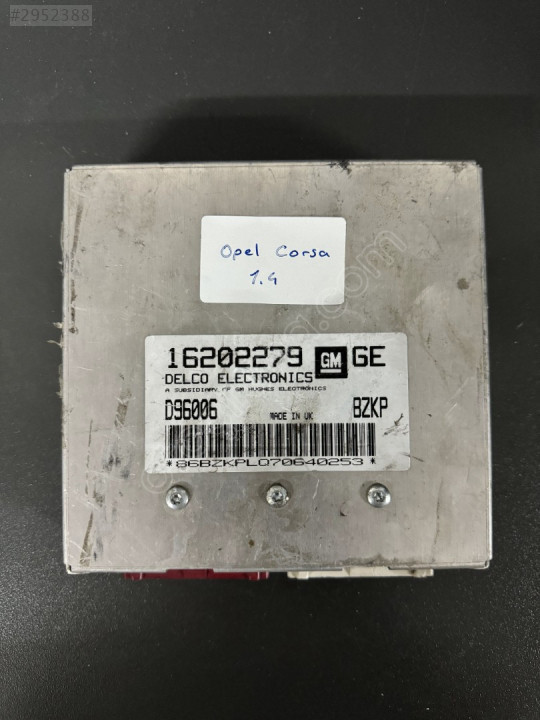 #2952388
Opel Corsa
1.4
16202279 GM GE
DELCO ELECTRONICS
A SUBSIDIARY OF GM HUGHES ELECTRONICS
D96006 MADE IN UK BZKP
*86BZKPLQ70640253*